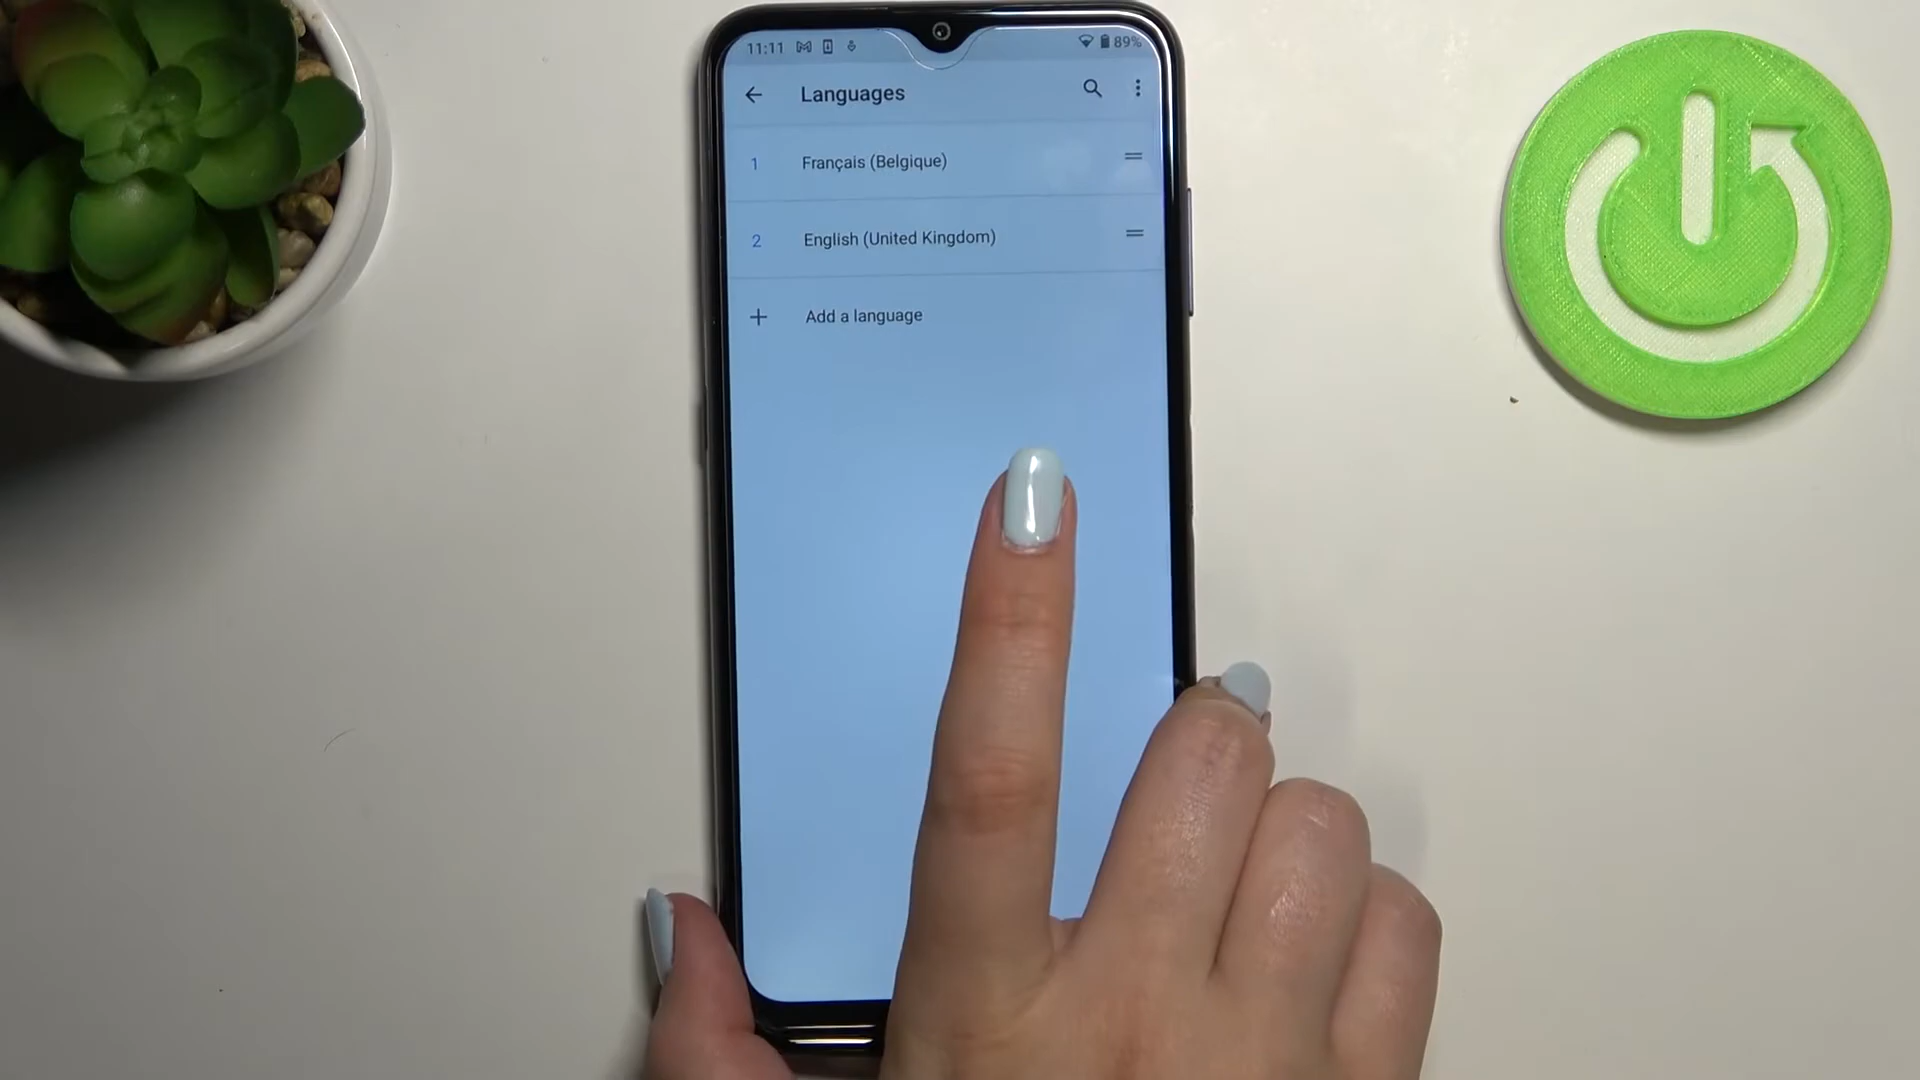 11:11 89%
Languages
1 Français (Belgique)
2 English (United Kingdom)
Add a language